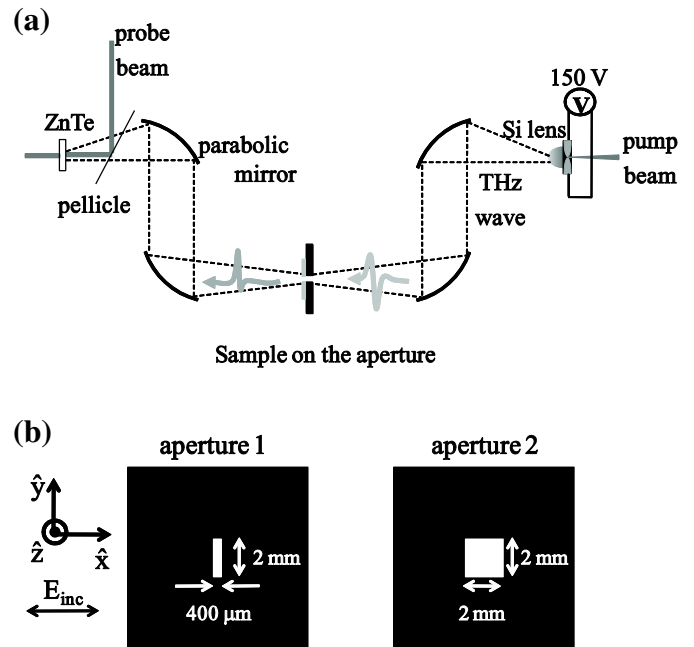 (a)
probe
beam
ZnTe
pellicle
parabolic
mirror
150 V
V
Si lens
pump
beam
THz
wave
Sample on the aperture
(b)
aperture 1
aperture 2
ŷ
ẑ
x̂
E_inc
2 mm
400 μm
2 mm
2 mm